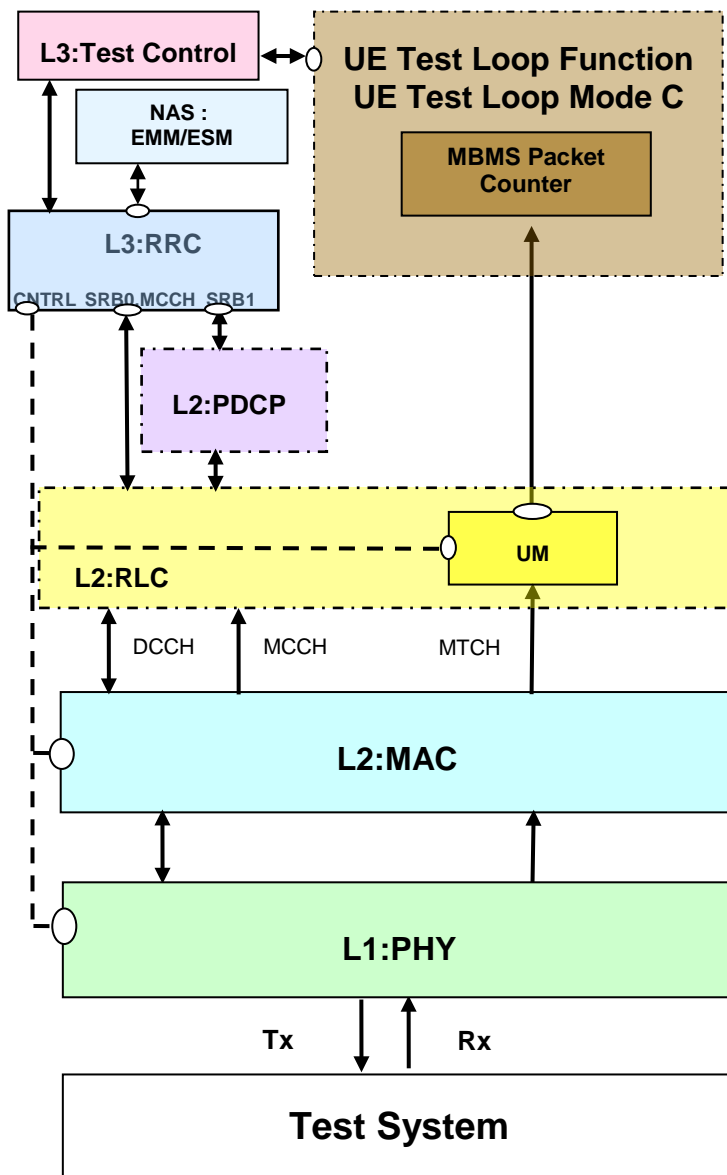 L3:Test Control
UE Test Loop Function
UE Test Loop Mode C
NAS :
EMM/ESM
MBMS Packet
Counter
L3:RRC
CNTRL SRB0,MCCH SRB1
L2:PDCP
UM
L2:RLC
DCCH MCCH MTCH
L2:MAC
L1:PHY
Tx Rx
Test System